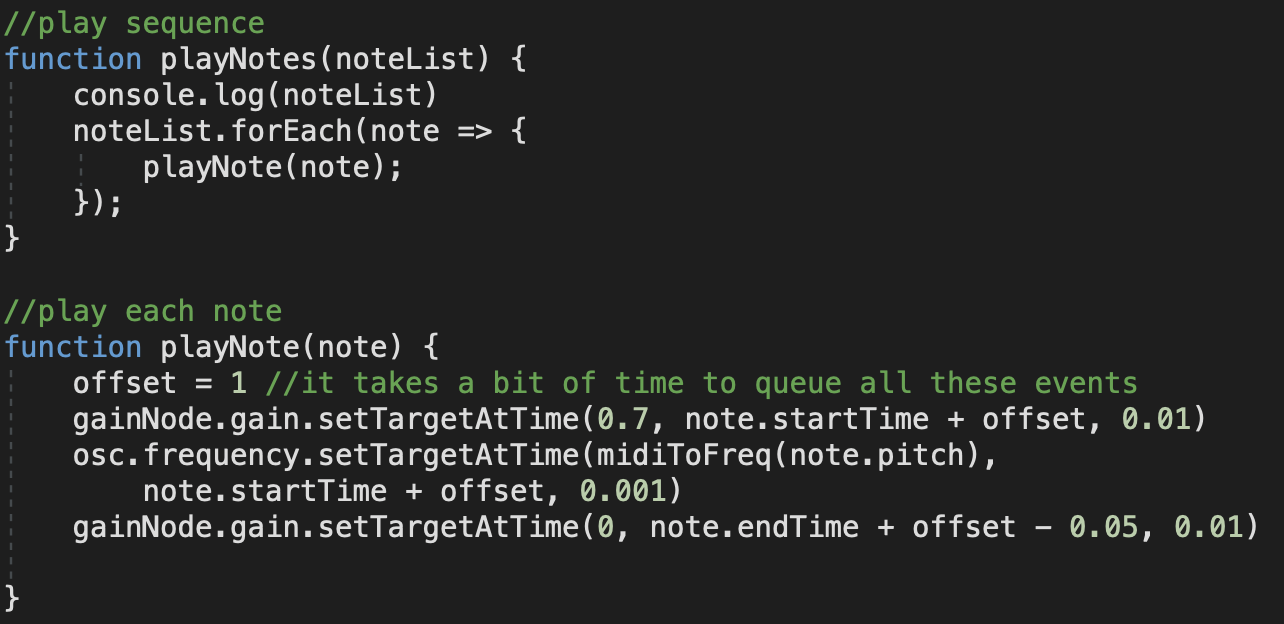 //play sequence
function playNotes(noteList) {
    console.log(noteList)
    noteList.forEach(note => {
        playNote(note);
    });
}

//play each note
function playNote(note) {
    offset = 1 //it takes a bit of time to queue all these events
    gainNode.gain.setTargetAtTime(0.7, note.startTime + offset, 0.01)
    osc.frequency.setTargetAtTime(midiToFreq(note.pitch),
        note.startTime + offset, 0.001)
    gainNode.gain.setTargetAtTime(0, note.endTime + offset - 0.05, 0.01)

}